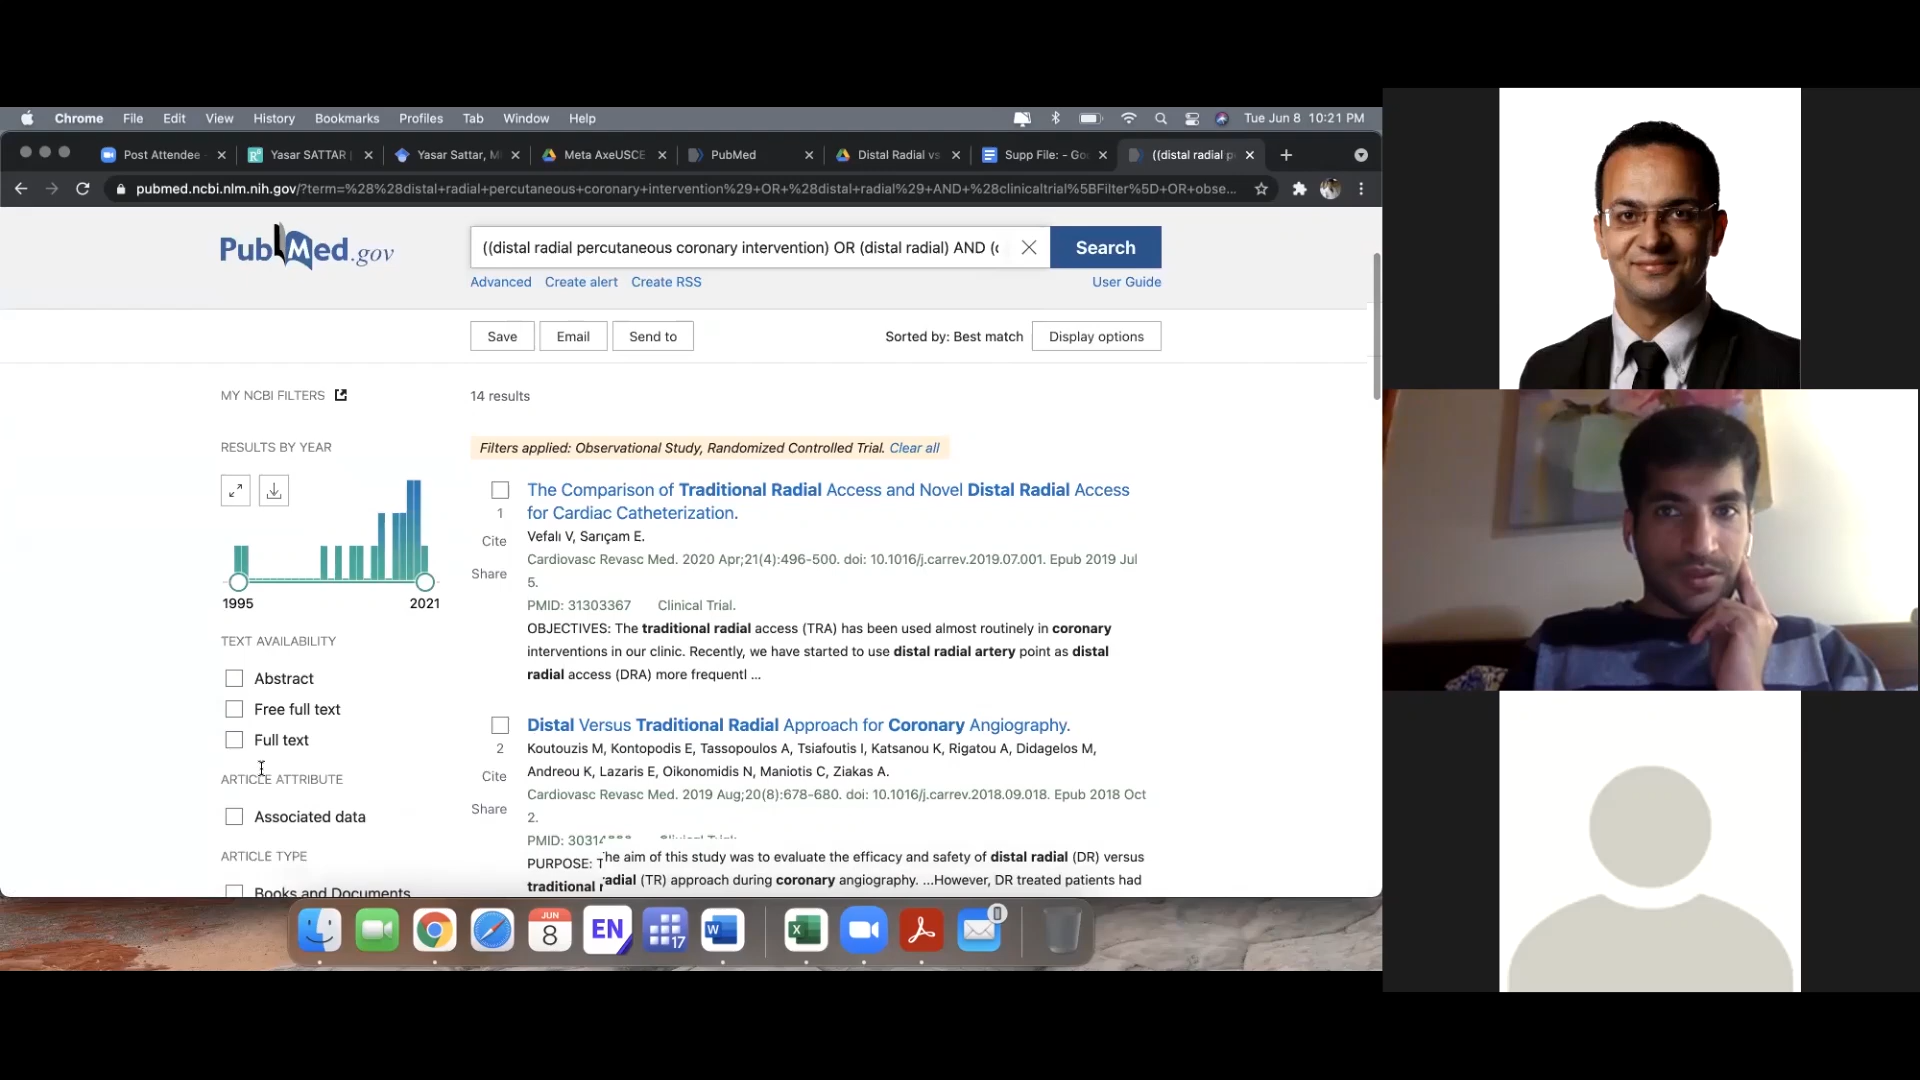 Chrome File Edit View History Bookmarks Profiles Tab Window Help Tue Jun 8 10:21 PM
Post Attendee - Yasar SATTAR Yasar Sattar, M Meta AxeUSCE PubMed Distal Radial vs Supp File: - Go ((distal radial p
pubmed.ncbi.nlm.nih.gov/?term=%28%28distal+radial+percutaneous+coronary+intervention%29+OR+%28distal+radial%29+AND+%28clinicaltrial%5BFilter%5D+OR+obse...
PubMed.gov
((distal radial percutaneous coronary intervention) OR (distal radial) AND (c
Search
Advanced Create alert Create RSS User Guide
Save Email Send to Sorted by: Best match Display options
MY NCBI FILTERS
14 results
RESULTS BY YEAR
Filters applied: Observational Study, Randomized Controlled Trial. Clear all
1995 2021
The Comparison of Traditional Radial Access and Novel Distal Radial Access
1 for Cardiac Catheterization.
Vefalı V, Sarıçam E.
Cite
Cardiovasc Revasc Med. 2020 Apr;21(4):496-500. doi: 10.1016/j.carrev.2019.07.001. Epub 2019 Jul
Share 5.
PMID: 31303367 Clinical Trial.
OBJECTIVES: The traditional radial access (TRA) has been used almost routinely in coronary
interventions in our clinic. Recently, we have started to use distal radial artery point as distal
radial access (DRA) more frequentl ...
TEXT AVAILABILITY
Abstract
Free full text
Full text
Distal Versus Traditional Radial Approach for Coronary Angiography.
2 Koutouzis M, Kontopodis E, Tassopoulos A, Tsiafoutis I, Katsanou K, Rigatou A, Didagelos M,
Cite Andreou K, Lazaris E, Oikonomidis N, Maniotis C, Ziakas A.
Cardiovasc Revasc Med. 2019 Aug;20(8):678-680. doi: 10.1016/j.carrev.2018.09.018. Epub 2018 Oct
Share 2.
PMID:
PURPOSE:
he aim of this study was to evaluate the efficacy and safety of distal radial (DR) versus
traditional
adial (TR) approach during coronary angiography. ...However, DR treated patients had
ARTICLE ATTRIBUTE
Associated data
ARTICLE TYPE
Books and Documents
JUN
8
EN
17
W
X